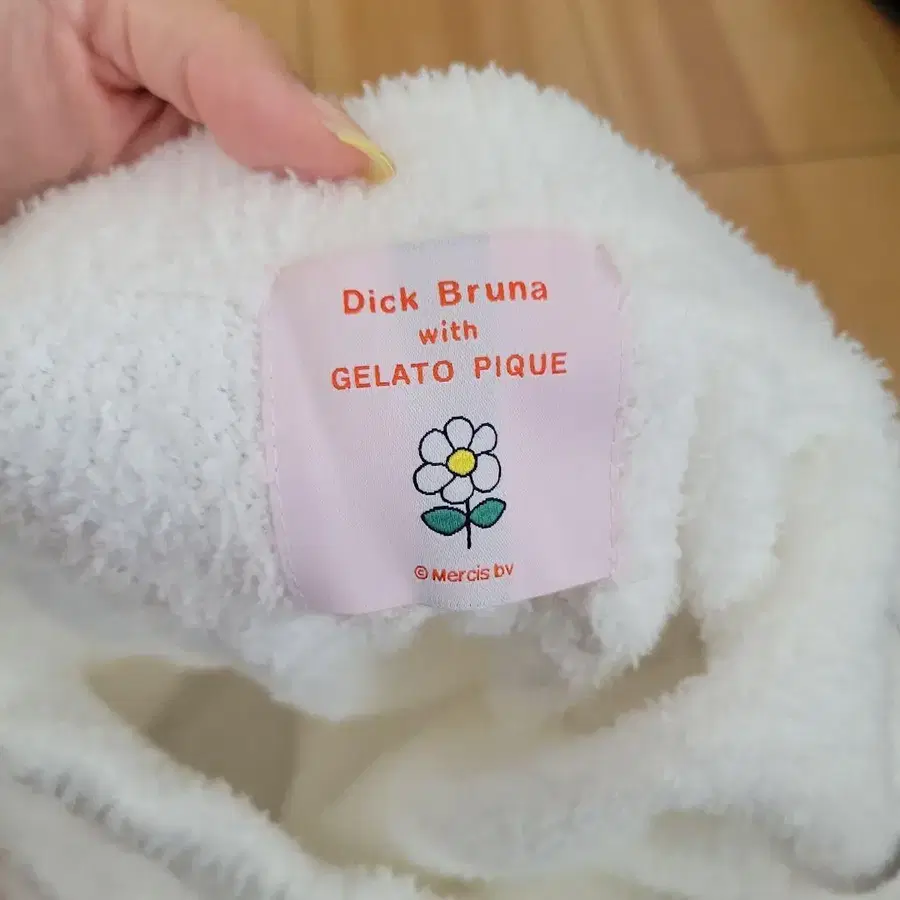 Dick Bruna
with
GELATO PIQUE
© Mercis bv